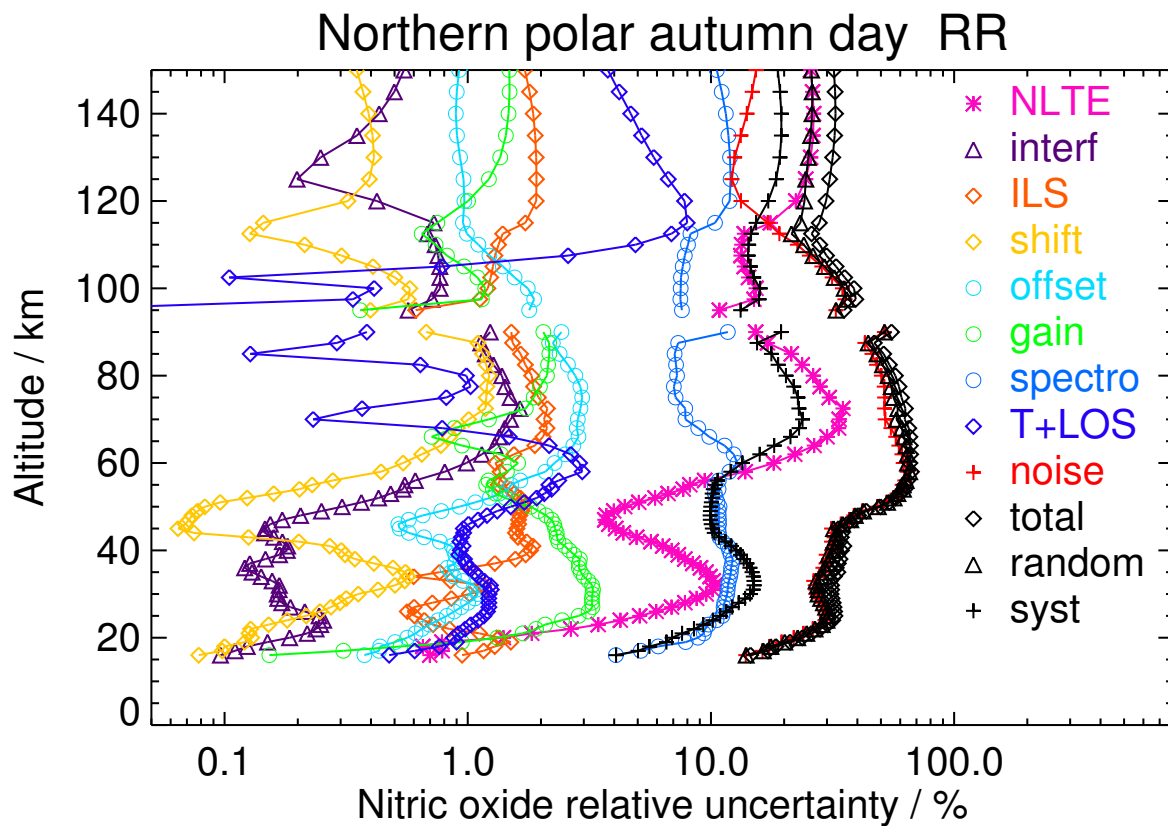 Northern polar autumn day RR
Altitude / km
140
120
100
80
60
40
20
0
0.1 1.0 10.0 100.0
Nitric oxide relative uncertainty / %
NLTE
interf
ILS
shift
offset
gain
spectro
T+LOS
noise
total
random
syst